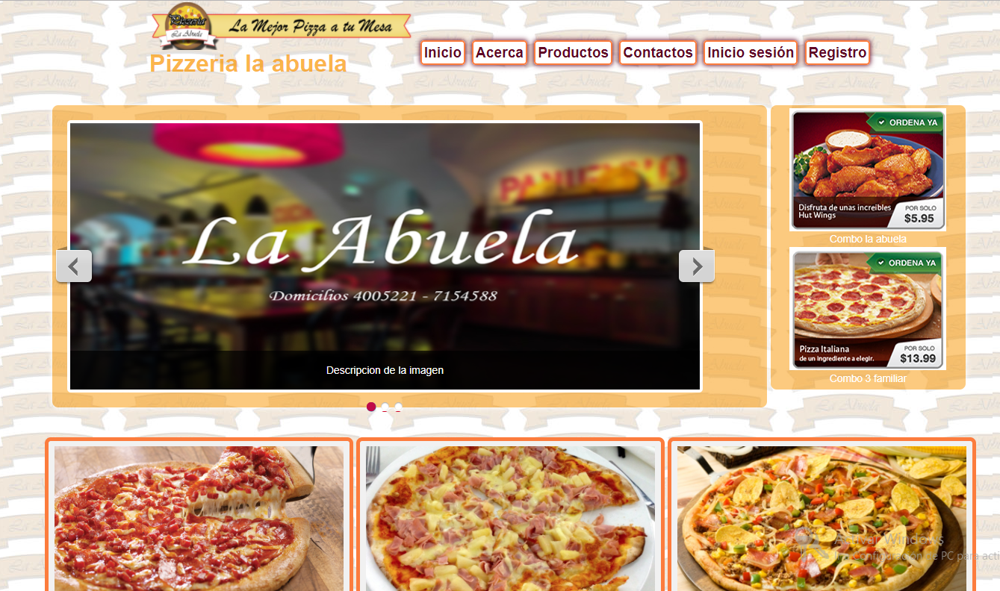 Pizzeria
La Abuela
La Mejor Pizza a tu Mesa
Pizzeria la abuela
Inicio
Acerca
Productos
Contactos
Inicio sesión
Registro
La Abuela
Domicilios 4005221 - 7154588
Descripcion de la imagen
ORDENA YA
Disfruta de unas increibles
Hut Wings
POR SOLO
$5.95
Combo la abuela
ORDENA YA
Pizza Italiana
de un ingrediente a elegir.
POR SOLO
$13.99
Combo 3 familiar
Activar Windows
Configuración de PC para acti